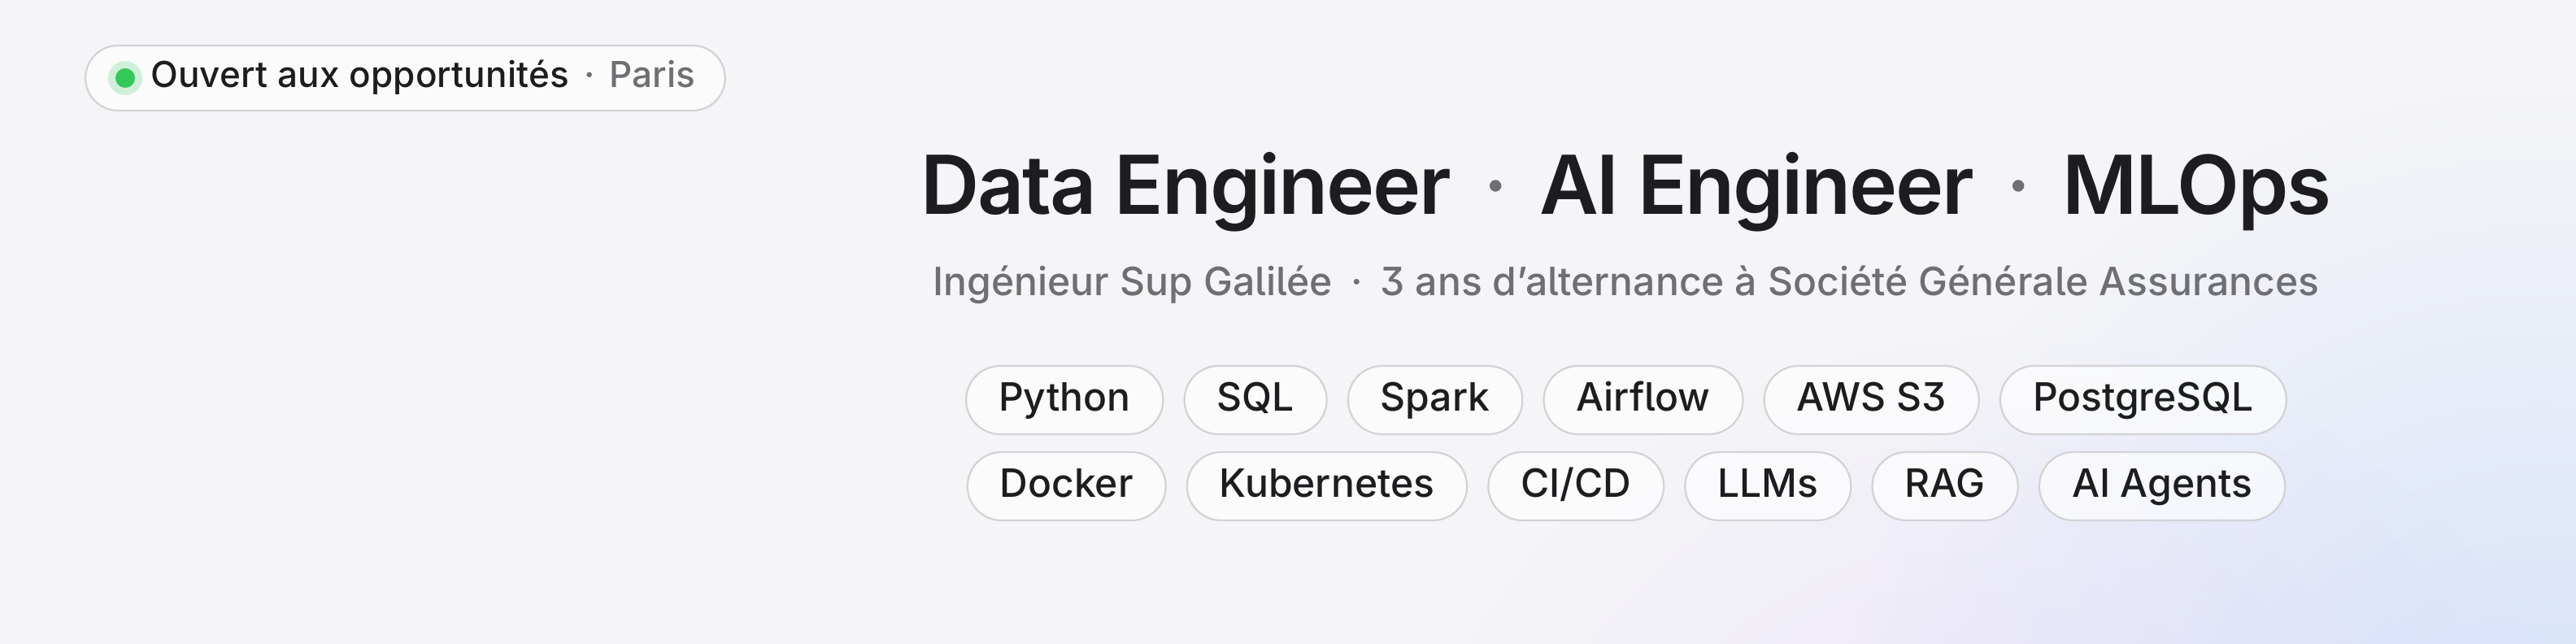 Ouvert aux opportunités · Paris
Data Engineer · AI Engineer · MLOps
Ingénieur Sup Galilée · 3 ans d’alternance à Société Générale Assurances
Python SQL Spark Airflow AWS S3 PostgreSQL
Docker Kubernetes CI/CD LLMs RAG AI Agents